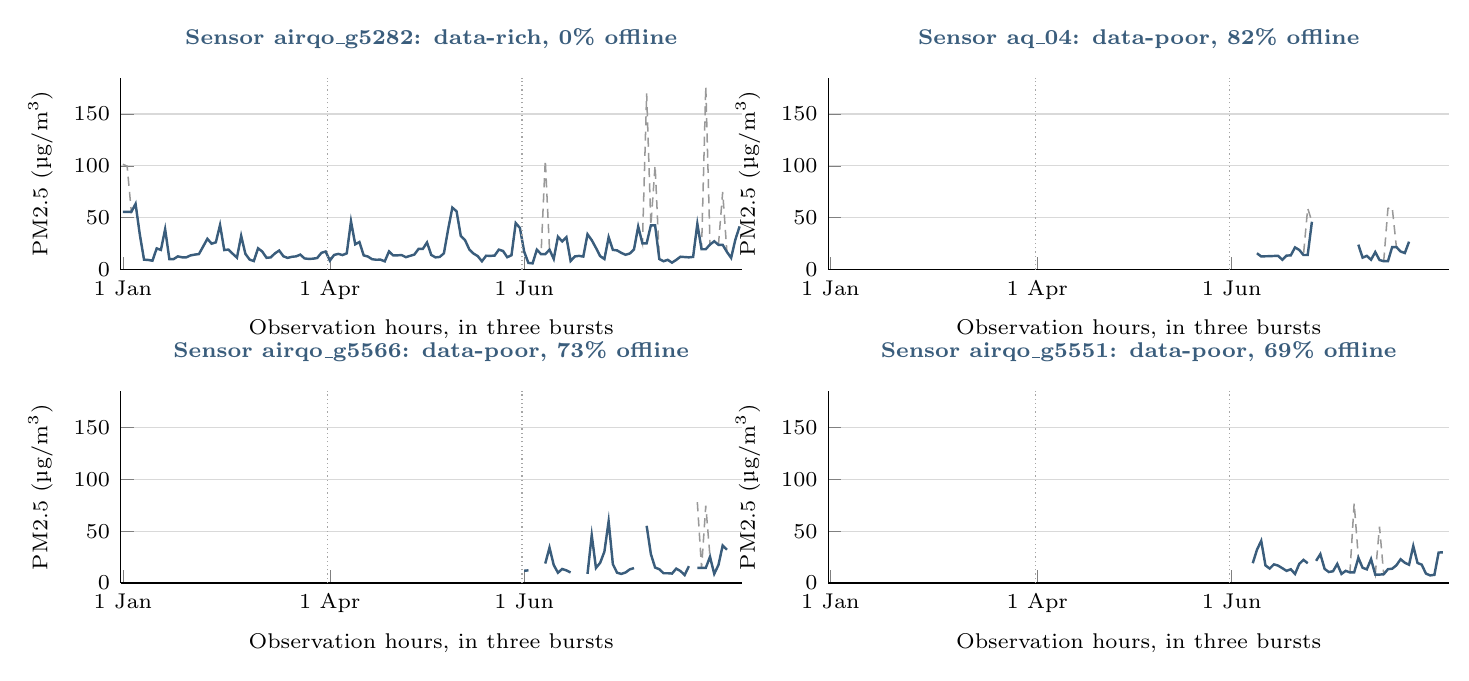 Sensor airqo_g5282: data-rich, 0% offline
PM2.5 (µg/m³)
150
100
50
0
1 Jan
1 Apr
1 Jun
Observation hours, in three bursts
Sensor aq_04: data-poor, 82% offline
PM2.5 (µg/m³)
150
100
50
0
1 Jan
1 Apr
1 Jun
Observation hours, in three bursts
Sensor airqo_g5566: data-poor, 73% offline
PM2.5 (µg/m³)
150
100
50
0
1 Jan
1 Apr
1 Jun
Observation hours, in three bursts
Sensor airqo_g5551: data-poor, 69% offline
PM2.5 (µg/m³)
150
100
50
0
1 Jan
1 Apr
1 Jun
Observation hours, in three bursts